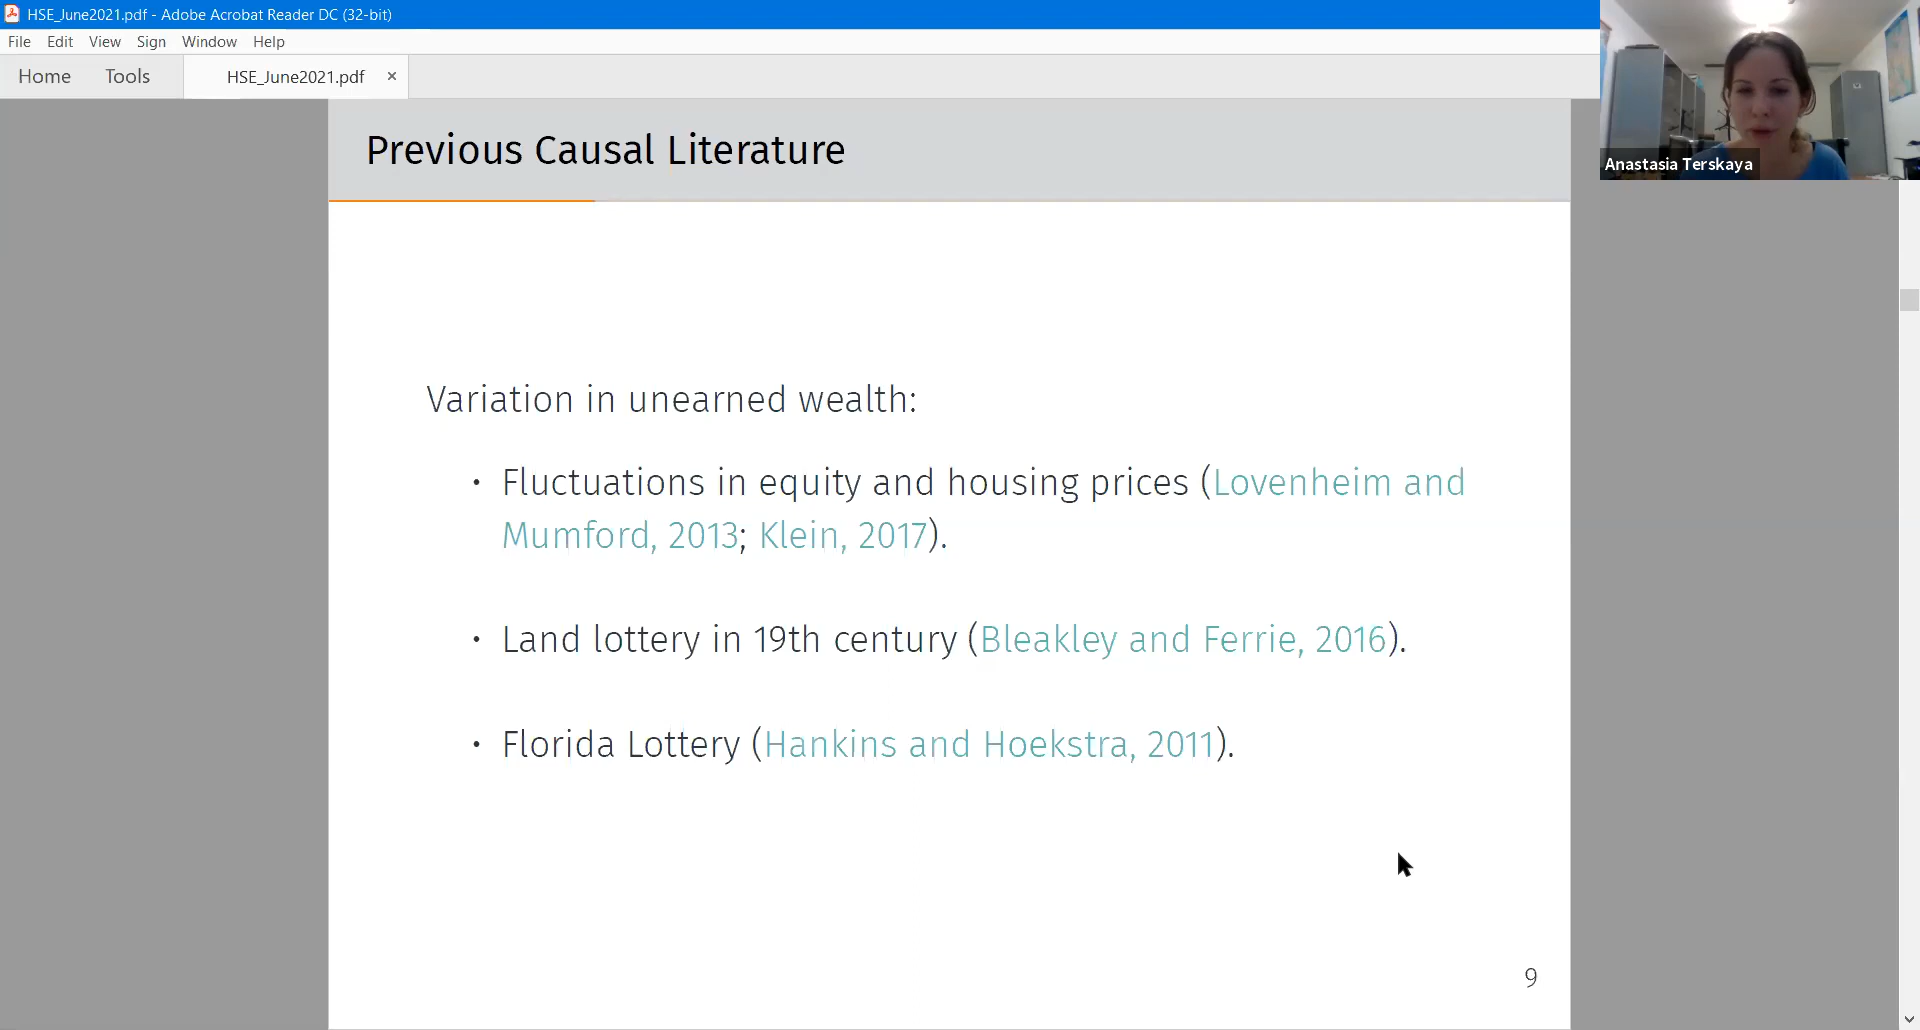 HSE_June2021.pdf - Adobe Acrobat Reader DC (32-bit)
File Edit View Sign Window Help
Home Tools HSE_June2021.pdf ×
Anastasia Terskaya
Previous Causal Literature
Variation in unearned wealth:
• Fluctuations in equity and housing prices (Lovenheim and
Mumford, 2013; Klein, 2017).
• Land lottery in 19th century (Bleakley and Ferrie, 2016).
• Florida Lottery (Hankins and Hoekstra, 2011).
9